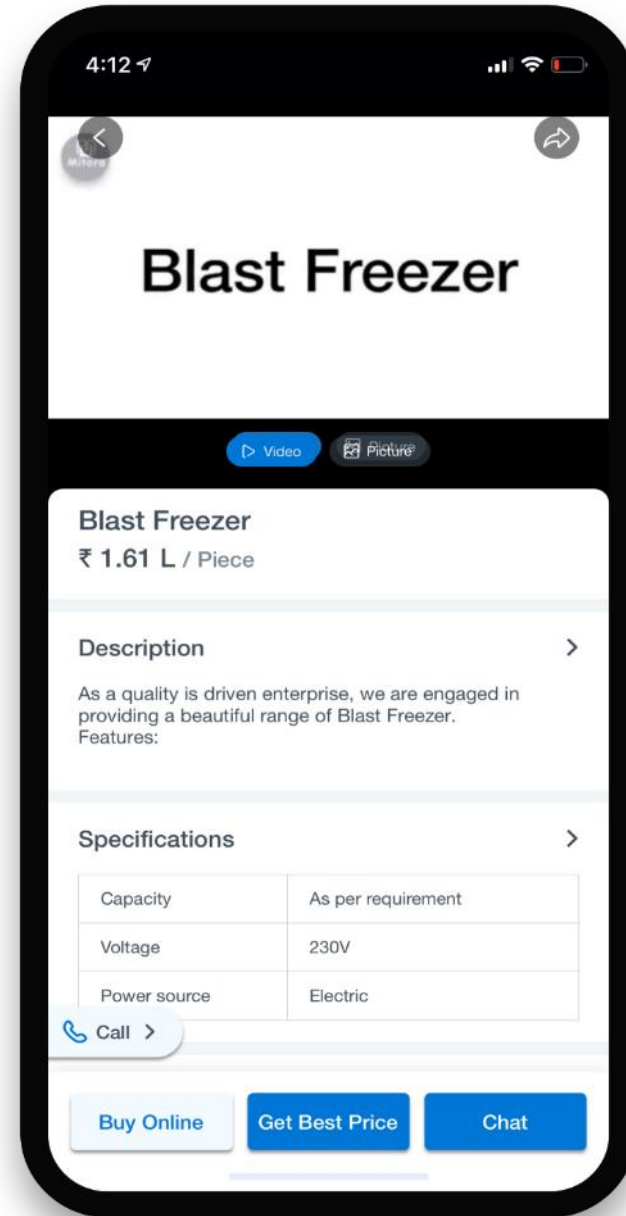 4:12
Mitora
Blast Freezer
Video
Picture
Blast Freezer
₹ 1.61 L / Piece
Description
As a quality is driven enterprise, we are engaged in
providing a beautiful range of Blast Freezer.
Features:
Specifications
Capacity As per requirement
Voltage 230V
Power source Electric
Call
Buy Online Get Best Price Chat